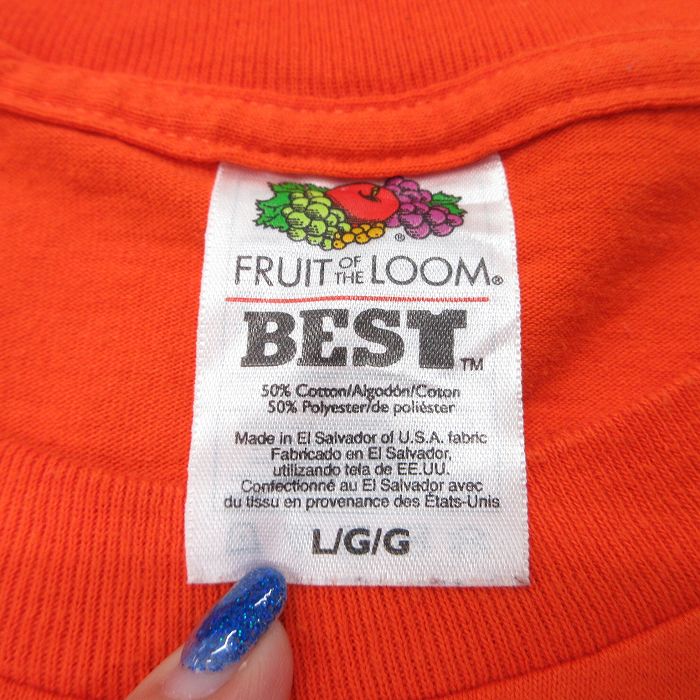 FRUIT OF THE LOOM®
BEST™
50% Cotton/Algodón/Coton
50% Polyester/de poliéster
Made in El Salvador of U.S.A. fabric
Fabricado en El Salvador,
utilizando tela de EE.UU.
Confectionné au El Salvador avec
du tissu en provenance des États-Unis
L/G/G